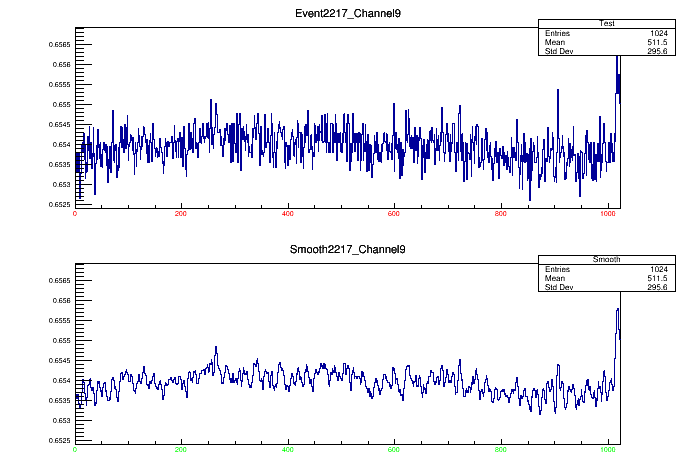 Event2217_Channel9
Test
Entries 1024
Mean 511.5
Std Dev 295.6
0.6565
0.656
0.6555
0.655
0.6545
0.654
0.6535
0.653
0.6525
0 200 400 600 800 1000
Smooth2217_Channel9
Smooth
Entries 1024
Mean 511.5
Std Dev 295.6
0.6565
0.656
0.6555
0.655
0.6545
0.654
0.6535
0.653
0.6525
0 200 400 600 800 1000